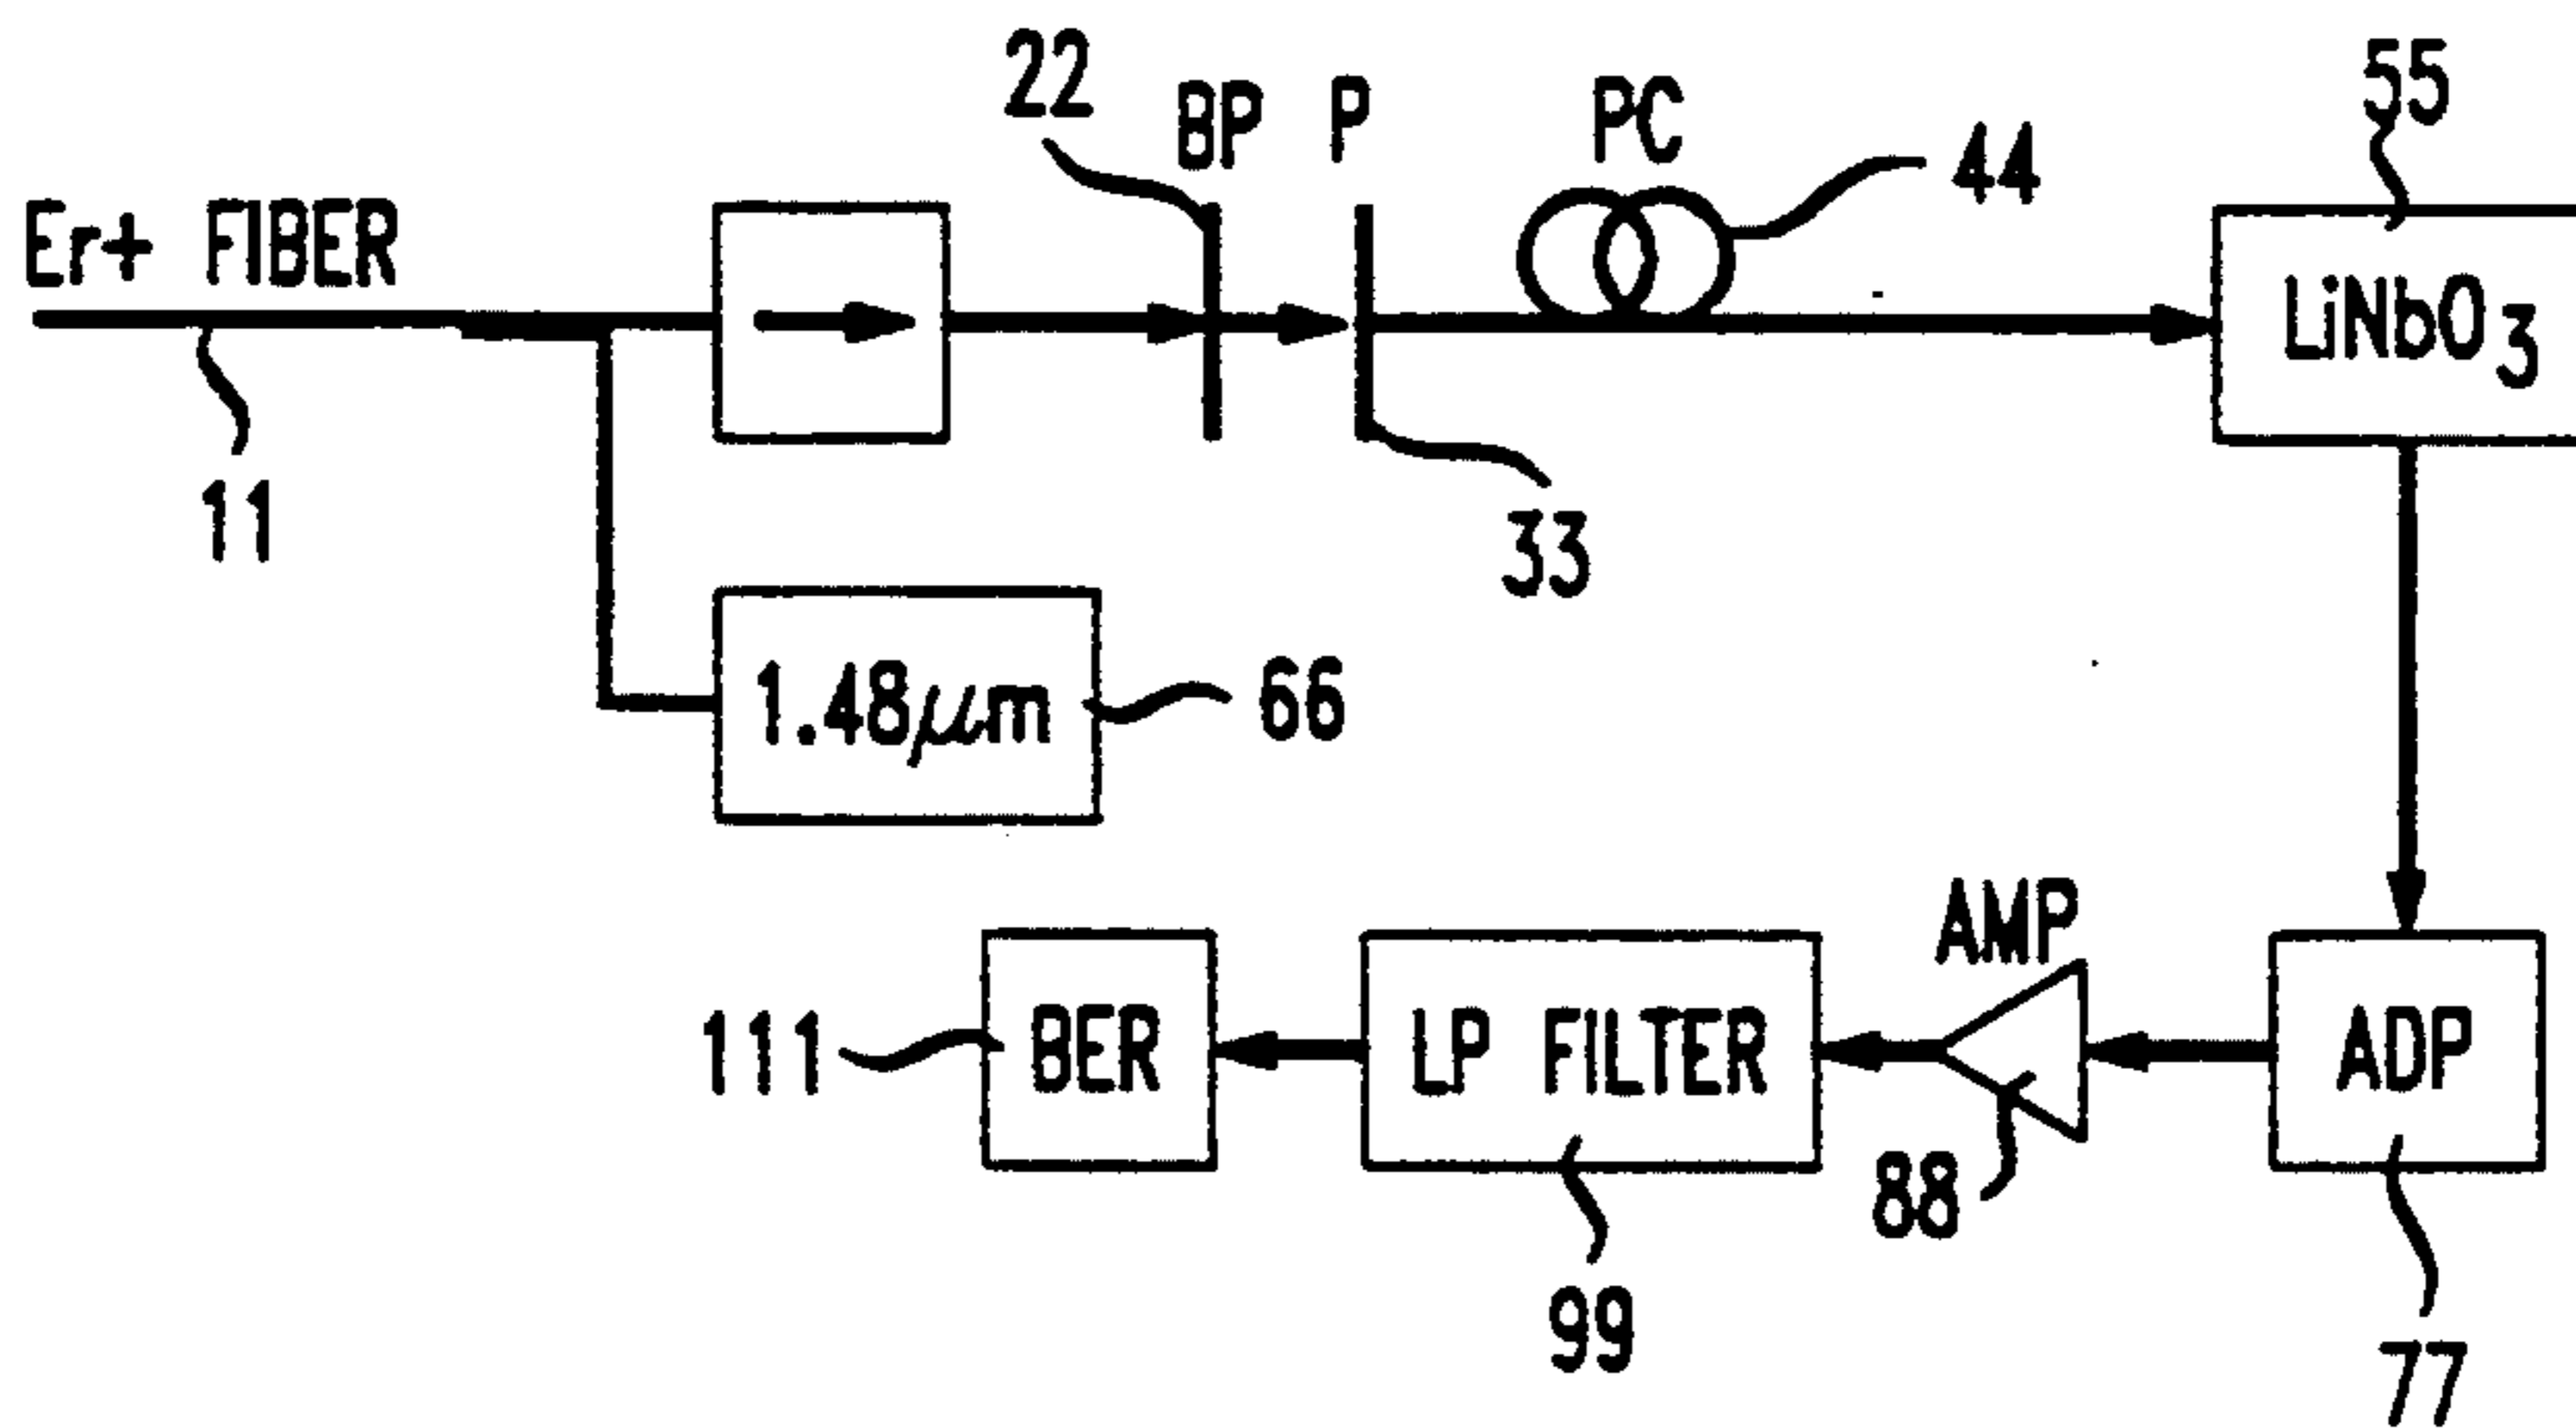 22
BP
P
PC
44
55
Er+ FIBER
LiNbO3
11
33
1.48μm
66
AMP
111
BER
LP FILTER
ADP
88
99
77